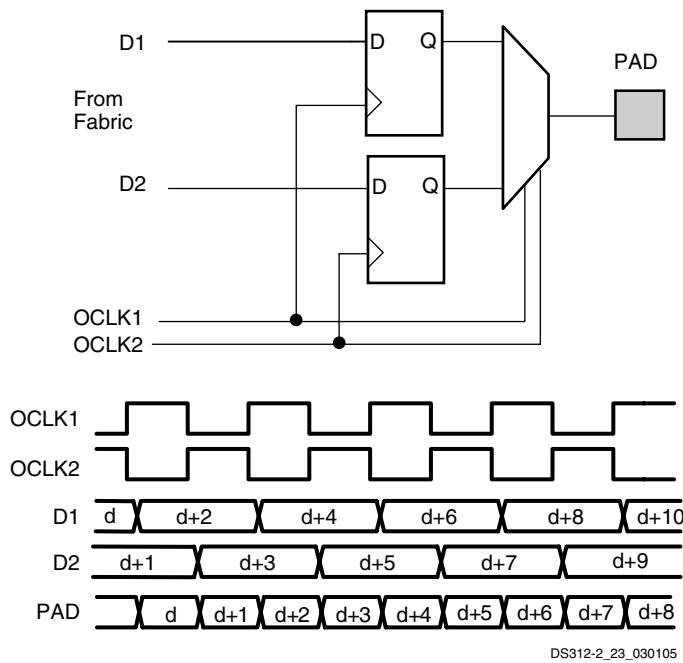 D1
D Q
PAD
From
Fabric
D2
D Q
OCLK1
OCLK2
OCLK1
OCLK2
D1 d d+2 d+4 d+6 d+8 d+10
D2 d+1 d+3 d+5 d+7 d+9
PAD d d+1 d+2 d+3 d+4 d+5 d+6 d+7 d+8
DS312-2_23_030105